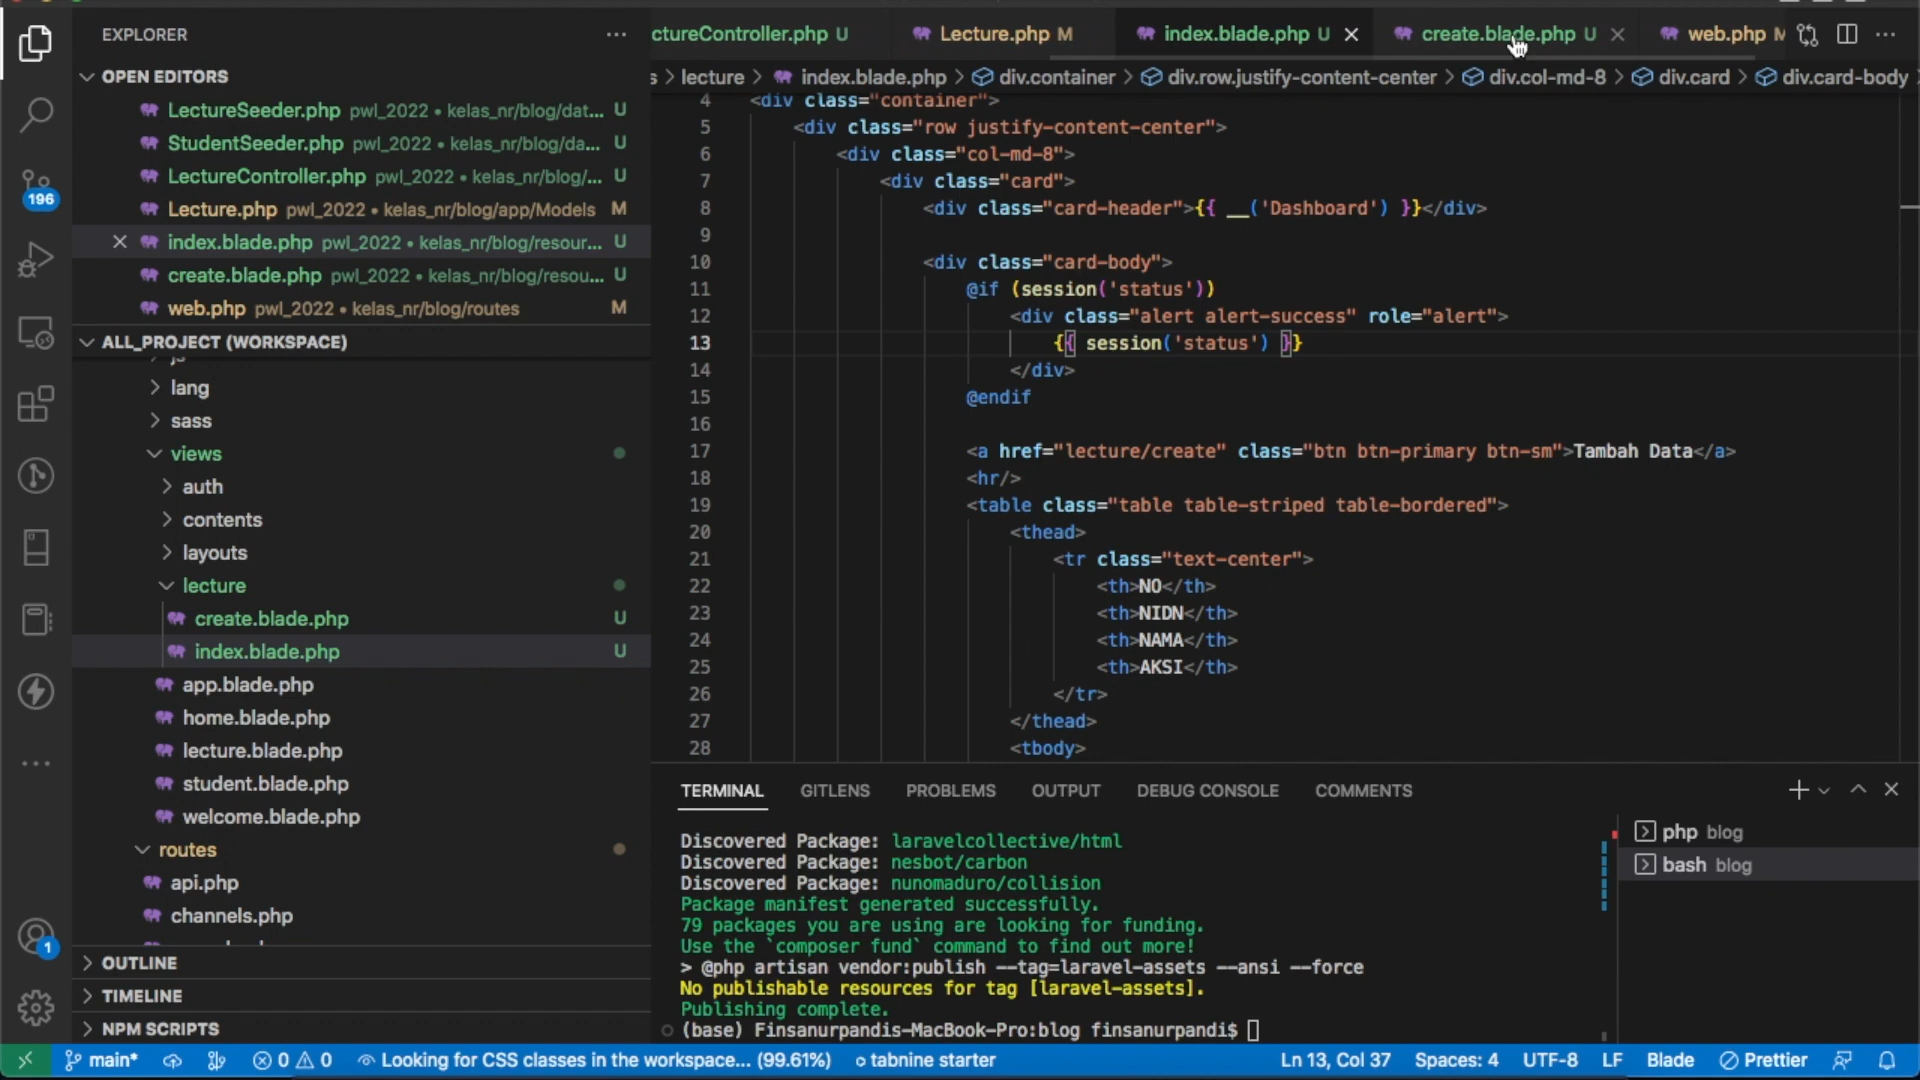 EXPLORER
OPEN EDITORS
LectureSeeder.php pwl_2022 • kelas_nr/blog/dat... U
StudentSeeder.php pwl_2022 • kelas_nr/blog/da... U
LectureController.php pwl_2022 • kelas_nr/blog/... U
Lecture.php pwl_2022 • kelas_nr/blog/app/Models M
index.blade.php pwl_2022 • kelas_nr/blog/resour... U
create.blade.php pwl_2022 • kelas_nr/blog/resou... U
web.php pwl_2022 • kelas_nr/blog/routes M
ALL_PROJECT (WORKSPACE)
lang
sass
views
auth
contents
layouts
lecture
create.blade.php U
index.blade.php U
app.blade.php
home.blade.php
lecture.blade.php
student.blade.php
welcome.blade.php
routes
api.php
channels.php
OUTLINE
TIMELINE
NPM SCRIPTS
196
1
ctureController.php U Lecture.php M index.blade.php U create.blade.php U web.php M
s > lecture > index.blade.php > div.container > div.row.justify-content-center > div.col-md-8 > div.card > div.card-body
4 <div class="container">
5 <div class="row justify-content-center">
6 <div class="col-md-8">
7 <div class="card">
8 <div class="card-header">{{ __('Dashboard') }}</div>
9
10 <div class="card-body">
11 @if (session('status'))
12 <div class="alert alert-success" role="alert">
13 {{ session('status') }}
14 </div>
15 @endif
16
17 <a href="lecture/create" class="btn btn-primary btn-sm">Tambah Data</a>
18 <hr/>
19 <table class="table table-striped table-bordered">
20 <thead>
21 <tr class="text-center">
22 <th>NO</th>
23 <th>NIDN</th>
24 <th>NAMA</th>
25 <th>AKSI</th>
26 </tr>
27 </thead>
28 <tbody>
TERMINAL GITLENS PROBLEMS OUTPUT DEBUG CONSOLE COMMENTS
Discovered Package: laravelcollective/html
Discovered Package: nesbot/carbon
Discovered Package: nunomaduro/collision
Package manifest generated successfully.
79 packages you are using are looking for funding.
Use the `composer fund` command to find out more!
> @php artisan vendor:publish --tag=laravel-assets --ansi --force
No publishable resources for tag [laravel-assets].
Publishing complete.
(base) Finsanurpandis-MacBook-Pro:blog finsanurpandi$
php blog
bash blog
main* 0 0 Looking for CSS classes in the workspace... (99.61%) tabnine starter Ln 13, Col 37 Spaces: 4 UTF-8 LF Blade Prettier